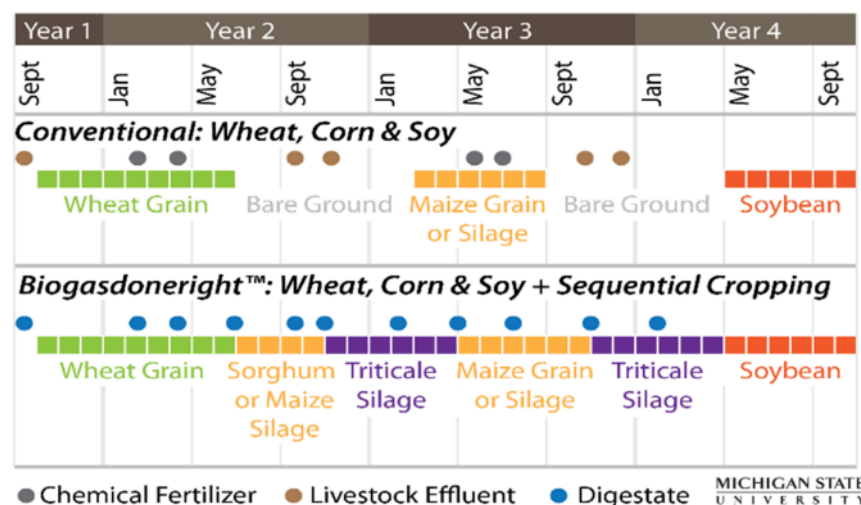 Year 1 Year 2 Year 3 Year 4
Sept Jan May Sept Jan May Sept Jan May Sept
Conventional: Wheat, Corn & Soy
Wheat Grain Bare Ground Maize Grain or Silage Bare Ground Soybean
Biogasdoneright™: Wheat, Corn & Soy + Sequential Cropping
Wheat Grain Sorghum or Maize Silage Triticale Silage Maize Grain or Silage Triticale Silage Soybean
Chemical Fertilizer Livestock Effluent Digestate MICHIGAN STATE
UNIVERSITY